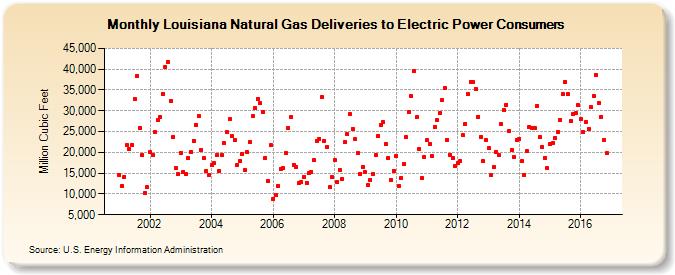 Monthly Louisiana Natural Gas Deliveries to Electric Power Consumers
Million Cubic Feet
45,000
40,000
35,000
30,000
25,000
20,000
15,000
10,000
5,000
2002 2004 2006 2008 2010 2012 2014 2016
Source: U.S. Energy Information Administration